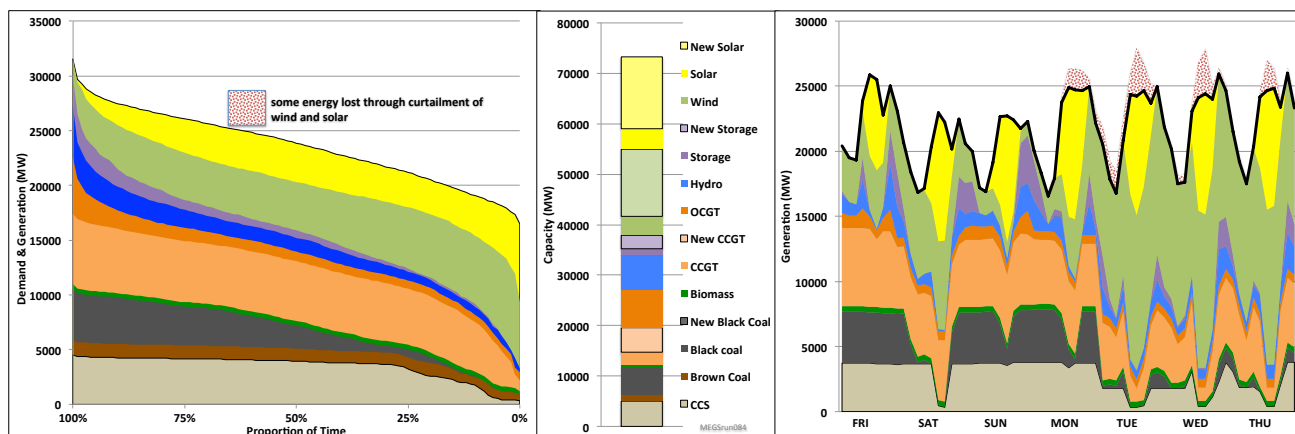 35000
30000
25000
20000
15000
10000
5000
0
Demand & Generation (MW)
some energy lost through curtailment of
wind and solar
100%
75%
50%
25%
0%
Proportion of Time
80000
70000
60000
50000
40000
30000
20000
10000
0
Capacity (MW)
New Solar
Solar
Wind
New Storage
Storage
Hydro
OCGT
New CCGT
CCGT
Biomass
New Black Coal
Black coal
Brown Coal
CCS
MEGSrun084
30000
25000
20000
15000
10000
5000
0
Generation (MW)
FRI
SAT
SUN
MON
TUE
WED
THU